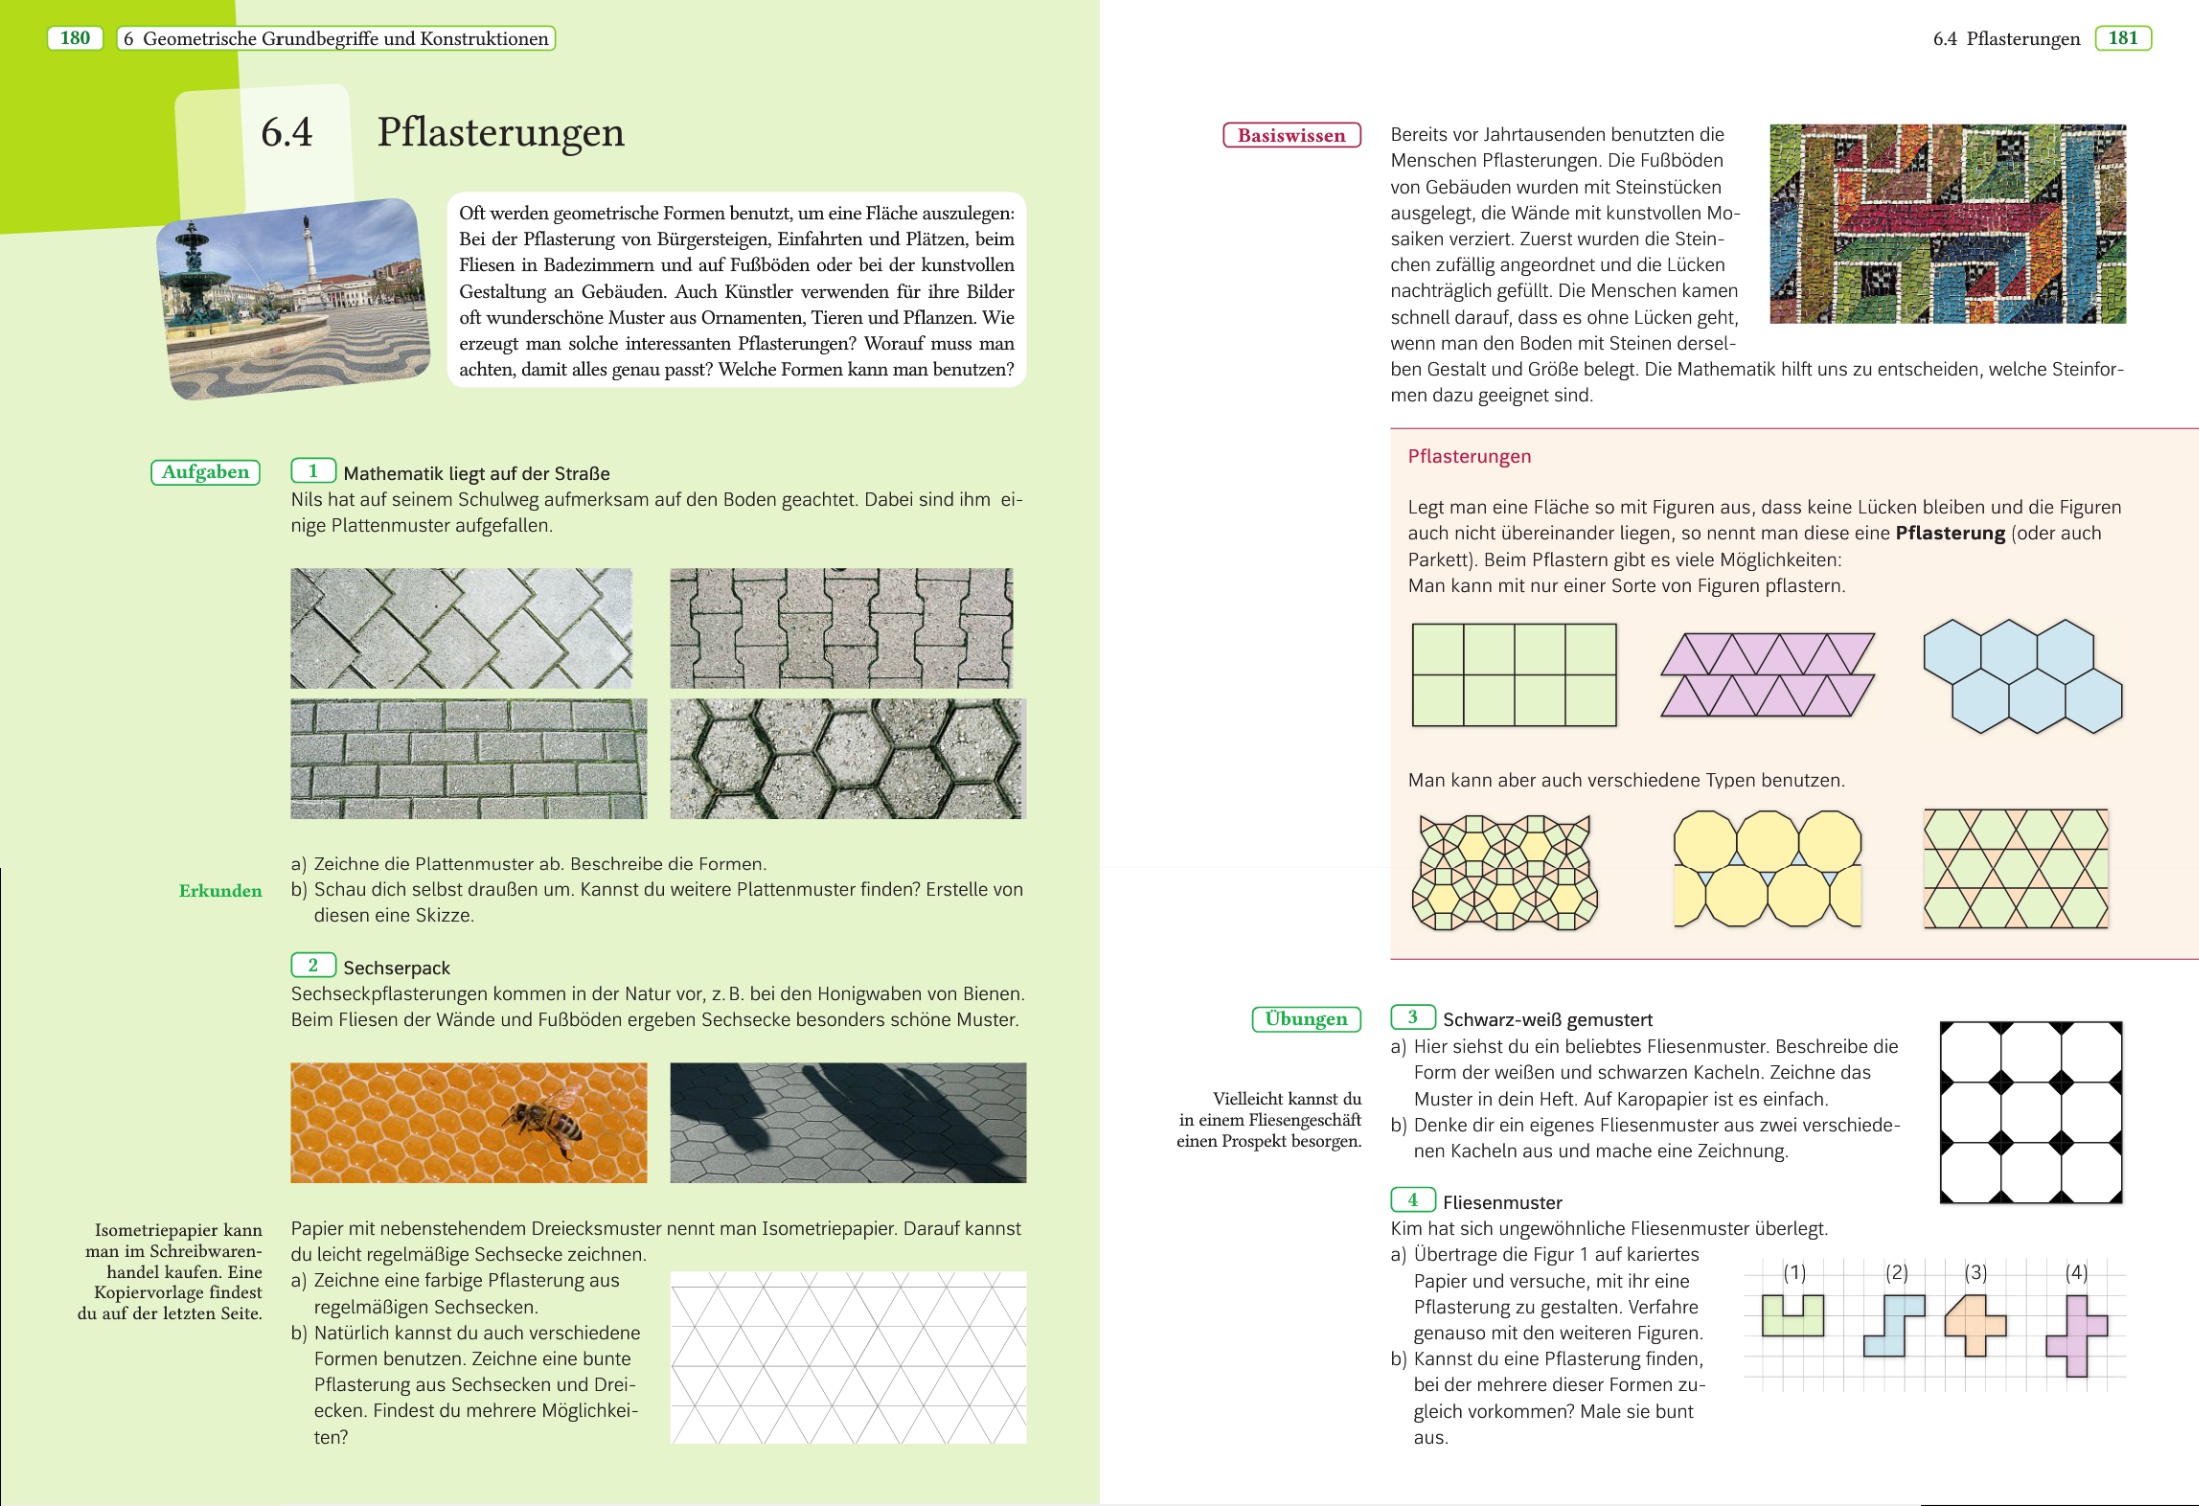 180
6 Geometrische Grundbegriffe und Konstruktionen
6.4 Pflasterungen
Oft werden geometrische Formen benutzt, um eine Fläche auszulegen:
Bei der Pflasterung von Bürgersteigen, Einfahrten und Plätzen, beim
Fliesen in Badezimmern und auf Fußböden oder bei der kunstvollen
Gestaltung an Gebäuden. Auch Künstler verwenden für ihre Bilder
oft wunderschöne Muster aus Ornamenten, Tieren und Pflanzen. Wie
erzeugt man solche interessanten Pflasterungen? Worauf muss man
achten, damit alles genau passt? Welche Formen kann man benutzen?
Aufgaben
1 Mathematik liegt auf der Straße
Nils hat auf seinem Schulweg aufmerksam auf den Boden geachtet. Dabei sind ihm ei-
nige Plattenmuster aufgefallen.
a) Zeichne die Plattenmuster ab. Beschreibe die Formen.
Erkunden
b) Schau dich selbst draußen um. Kannst du weitere Plattenmuster finden? Erstelle von
diesen eine Skizze.
2 Sechserpack
Sechseckpflasterungen kommen in der Natur vor, z. B. bei den Honigwaben von Bienen.
Beim Fliesen der Wände und Fußböden ergeben Sechsecke besonders schöne Muster.
Isometriepapier kann
man im Schreibwaren-
handel kaufen. Eine
Kopiervorlage findest
du auf der letzten Seite.
Papier mit nebenstehendem Dreiecksmuster nennt man Isometriepapier. Darauf kannst
du leicht regelmäßige Sechsecke zeichnen.
a) Zeichne eine farbige Pflasterung aus
regelmäßigen Sechsecken.
b) Natürlich kannst du auch verschiedene
Formen benutzen. Zeichne eine bunte
Pflasterung aus Sechsecken und Drei-
ecken. Findest du mehrere Möglichkei-
ten?
6.4 Pflasterungen
181
Basiswissen
Bereits vor Jahrtausenden benutzten die
Menschen Pflasterungen. Die Fußböden
von Gebäuden wurden mit Steinstücken
ausgelegt, die Wände mit kunstvollen Mo-
saiken verziert. Zuerst wurden die Stein-
chen zufällig angeordnet und die Lücken
nachträglich gefüllt. Die Menschen kamen
schnell darauf, dass es ohne Lücken geht,
wenn man den Boden mit Steinen dersel-
ben Gestalt und Größe belegt. Die Mathematik hilft uns zu entscheiden, welche Steinfor-
men dazu geeignet sind.
Pflasterungen
Legt man eine Fläche so mit Figuren aus, dass keine Lücken bleiben und die Figuren
auch nicht übereinander liegen, so nennt man diese eine Pflasterung (oder auch
Parkett). Beim Pflastern gibt es viele Möglichkeiten:
Man kann mit nur einer Sorte von Figuren pflastern.
Man kann aber auch verschiedene Typen benutzen.
Übungen
3 Schwarz-weiß gemustert
a) Hier siehst du ein beliebtes Fliesenmuster. Beschreibe die
Form der weißen und schwarzen Kacheln. Zeichne das
Muster in dein Heft. Auf Karopapier ist es einfach.
b) Denke dir ein eigenes Fliesenmuster aus zwei verschiede-
nen Kacheln aus und mache eine Zeichnung.
Vielleicht kannst du
in einem Fliesengeschäft
einen Prospekt besorgen.
4 Fliesenmuster
Kim hat sich ungewöhnliche Fliesenmuster überlegt.
a) Übertrage die Figur 1 auf kariertes
Papier und versuche, mit ihr eine
Pflasterung zu gestalten. Verfahre
genauso mit den weiteren Figuren.
b) Kannst du eine Pflasterung finden,
bei der mehrere dieser Formen zu-
gleich vorkommen? Male sie bunt
aus.
(1) (2) (3) (4)